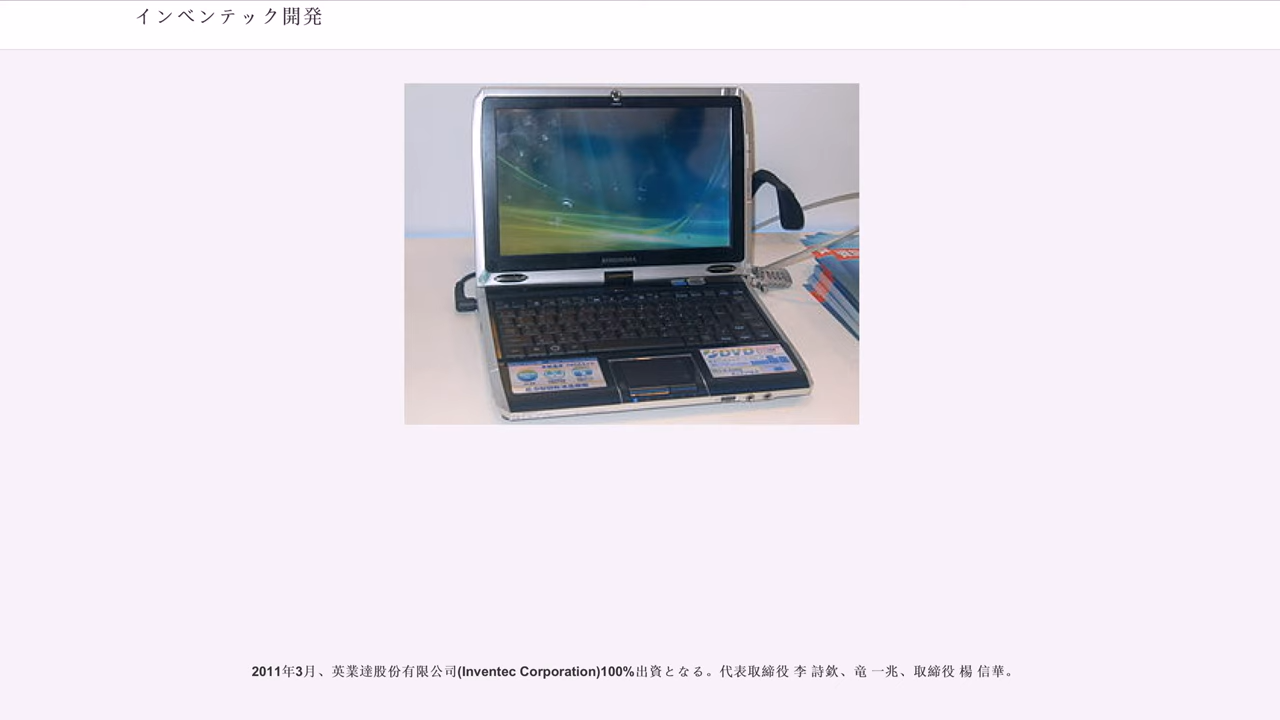 インベンテック開発
DVD
2011年3月、英業達股份有限公司(Inventec Corporation)100%出資となる。代表取締役 李 詩欽、竜 一兆、取締役 楊 信華。